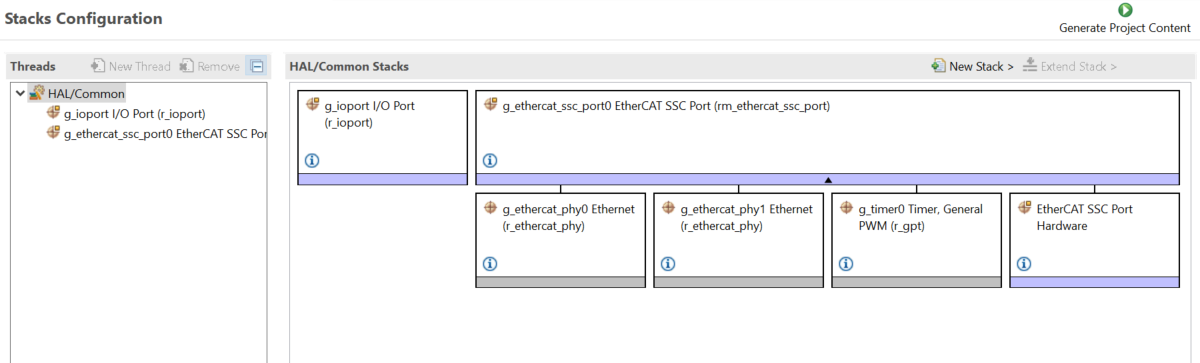 Stacks Configuration
Generate Project Content
Threads
New Thread
Remove
HAL/Common Stacks
New Stack >
Extend Stack >
HAL/Common
g_ioport I/O Port (r_ioport)
g_ethercat_ssc_port0 EtherCAT SSC Por
g_ioport I/O Port
(r_ioport)
g_ethercat_ssc_port0 EtherCAT SSC Port (rm_ethercat_ssc_port)
g_ethercat_phy0 Ethernet
(r_ethercat_phy)
g_ethercat_phy1 Ethernet
(r_ethercat_phy)
g_timer0 Timer, General
PWM (r_gpt)
EtherCAT SSC Port
Hardware